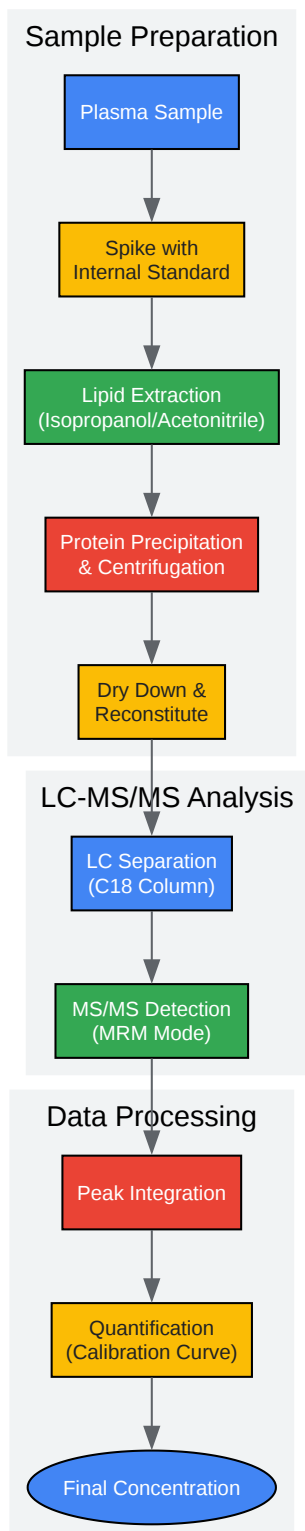 Sample Preparation
Plasma Sample
Spike with
Internal Standard
Lipid Extraction
(Isopropanol/Acetonitrile)
Protein Precipitation
& Centrifugation
Dry Down &
Reconstitute
LC-MS/MS Analysis
LC Separation
(C18 Column)
MS/MS Detection
(MRM Mode)
Data Processing
Peak Integration
Quantification
(Calibration Curve)
Final Concentration